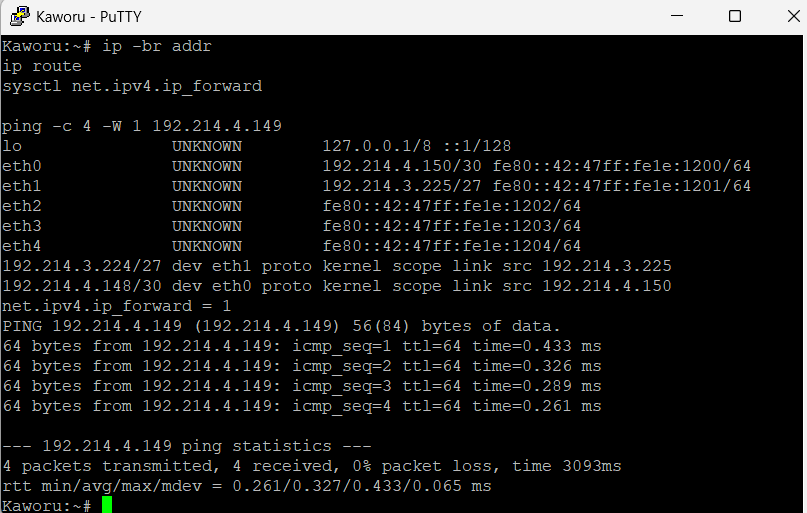 Kaworu - PuTTY
Kaworu:~# ip -br addr
ip route
sysctl net.ipv4.ip_forward
ping -c 4 -W 1 192.214.4.149
lo UNKNOWN 127.0.0.1/8 ::1/128
eth0 UNKNOWN 192.214.4.150/30 fe80::42:47ff:fe1e:1200/64
eth1 UNKNOWN 192.214.3.225/27 fe80::42:47ff:fe1e:1201/64
eth2 UNKNOWN fe80::42:47ff:fe1e:1202/64
eth3 UNKNOWN fe80::42:47ff:fe1e:1203/64
eth4 UNKNOWN fe80::42:47ff:fe1e:1204/64
192.214.3.224/27 dev eth1 proto kernel scope link src 192.214.3.225
192.214.4.148/30 dev eth0 proto kernel scope link src 192.214.4.150
net.ipv4.ip_forward = 1
PING 192.214.4.149 (192.214.4.149) 56(84) bytes of data.
64 bytes from 192.214.4.149: icmp_seq=1 ttl=64 time=0.433 ms
64 bytes from 192.214.4.149: icmp_seq=2 ttl=64 time=0.326 ms
64 bytes from 192.214.4.149: icmp_seq=3 ttl=64 time=0.289 ms
64 bytes from 192.214.4.149: icmp_seq=4 ttl=64 time=0.261 ms
--- 192.214.4.149 ping statistics ---
4 packets transmitted, 4 received, 0% packet loss, time 3093ms
rtt min/avg/max/mdev = 0.261/0.327/0.433/0.065 ms
Kaworu:~#